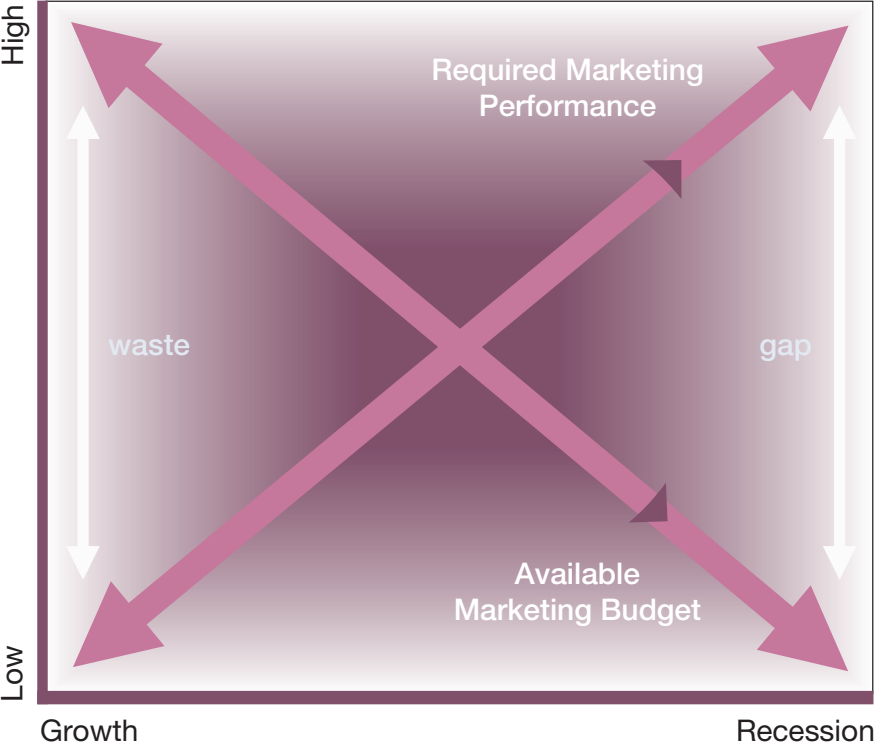 High
Required Marketing
Performance
waste
gap
Available
Marketing Budget
Low
Growth
Recession